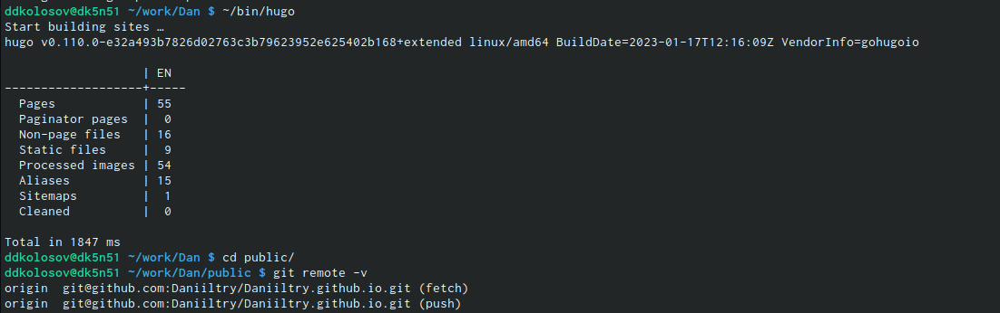 ddkolosov@dk5n51 ~/work/Dan $ ~/bin/hugo
Start building sites …
hugo v0.110.0-e32a493b7826d02763c3b79623952e625402b168+extended linux/amd64 BuildDate=2023-01-17T12:16:09Z VendorInfo=gohugoio
                   | EN
-------------------+-----
  Pages            | 55
  Paginator pages  |  0
  Non-page files   | 16
  Static files     |  9
  Processed images | 54
  Aliases          | 15
  Sitemaps         |  1
  Cleaned          |  0
Total in 1847 ms
ddkolosov@dk5n51 ~/work/Dan $ cd public/
ddkolosov@dk5n51 ~/work/Dan/public $ git remote -v
origin  git@github.com:Daniiltry/Daniiltry.github.io.git (fetch)
origin  git@github.com:Daniiltry/Daniiltry.github.io.git (push)